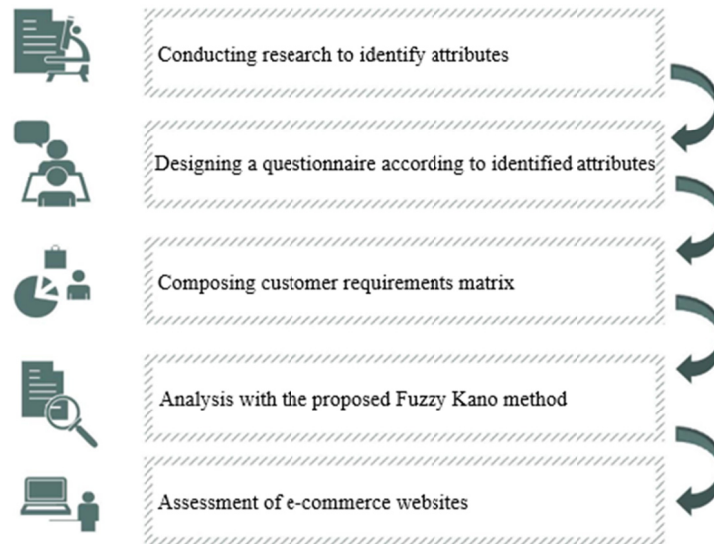 Conducting research to identify attributes
Designing a questionnaire according to identified attributes
Composing customer requirements matrix
Analysis with the proposed Fuzzy Kano method
Assessment of e-commerce websites